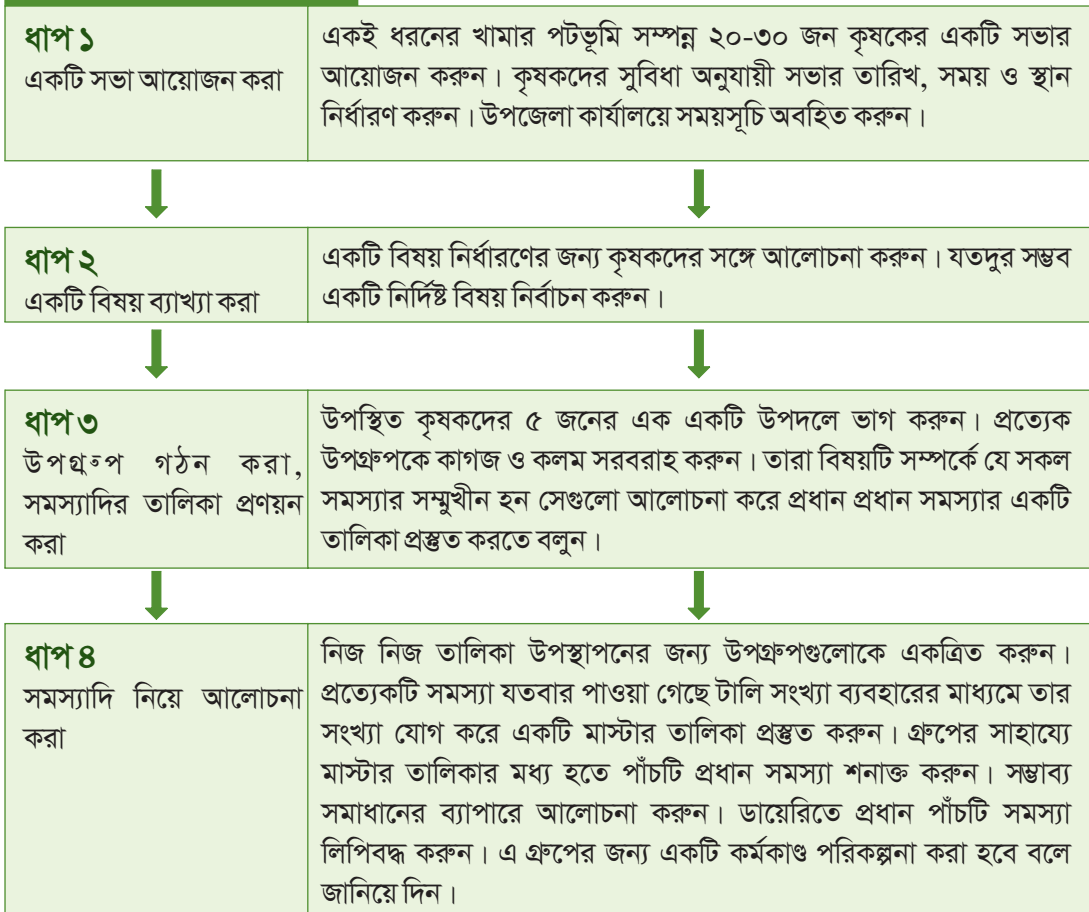 ধাপ ১
একটি সভা আয়োজন করা
একই ধরনের খামার পটভূমি সম্পন্ন ২০-৩০ জন কৃষকের একটি সভার
আয়োজন করুন। কৃষকদের সুবিধা অনুযায়ী সভার তারিখ, সময় ও স্থান
নির্ধারণ করুন। উপজেলা কার্যালয়ে সময়সূচি অবহিত করুন।
ধাপ ২
একটি বিষয় ব্যাখ্যা করা
একটি বিষয় নির্ধারণের জন্য কৃষকদের সঙ্গে আলোচনা করুন। যতদুর সম্ভব
একটি নির্দিষ্ট বিষয় নির্বাচন করুন।
ধাপ ৩
উপগ্রুপ গঠন করা,
সমস্যাদির তালিকা প্রণয়ন
করা
উপস্থিত কৃষকদের ৫ জনের এক একটি উপদলে ভাগ করুন। প্রত্যেক
উপগ্রুপকে কাগজ ও কলম সরবরাহ করুন। তারা বিষয়টি সম্পর্কে যে সকল
সমস্যার সম্মুখীন হন সেগুলো আলোচনা করে প্রধান প্রধান সমস্যার একটি
তালিকা প্রস্তুত করতে বলুন।
ধাপ ৪
সমস্যাদি নিয়ে আলোচনা
করা
নিজ নিজ তালিকা উপস্থাপনের জন্য উপগ্রুপগুলোকে একত্রিত করুন।
প্রত্যেকটি সমস্যা যতবার পাওয়া গেছে টালি সংখ্যা ব্যবহারের মাধ্যমে তার
সংখ্যা যোগ করে একটি মাস্টার তালিকা প্রস্তুত করুন। গ্রুপের সাহায্যে
মাস্টার তালিকার মধ্য হতে পাঁচটি প্রধান সমস্যা শনাক্ত করুন। সম্ভাব্য
সমাধানের ব্যাপারে আলোচনা করুন। ডায়েরিতে প্রধান পাঁচটি সমস্যা
লিপিবদ্ধ করুন। এ গ্রুপের জন্য একটি কর্মকাণ্ড পরিকল্পনা করা হবে বলে
জানিয়ে দিন।